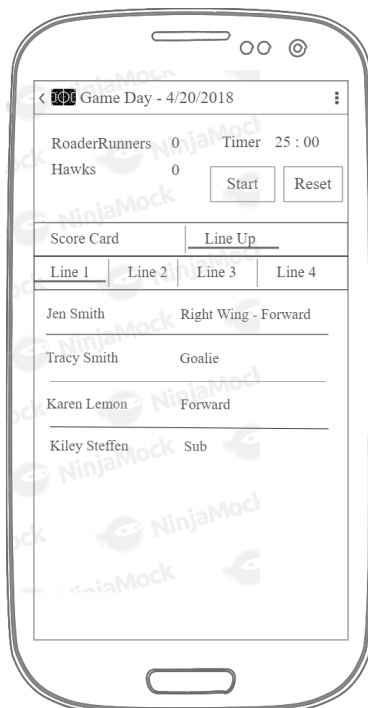 < Game Day - 4/20/2018
RoaderRunners 0 Timer 25 : 00
Hawks 0
Start Reset
Score Card Line Up
Line 1 Line 2 Line 3 Line 4
Jen Smith Right Wing - Forward
Tracy Smith Goalie
Karen Lemon Forward
Kiley Steffen Sub
NinjaMock